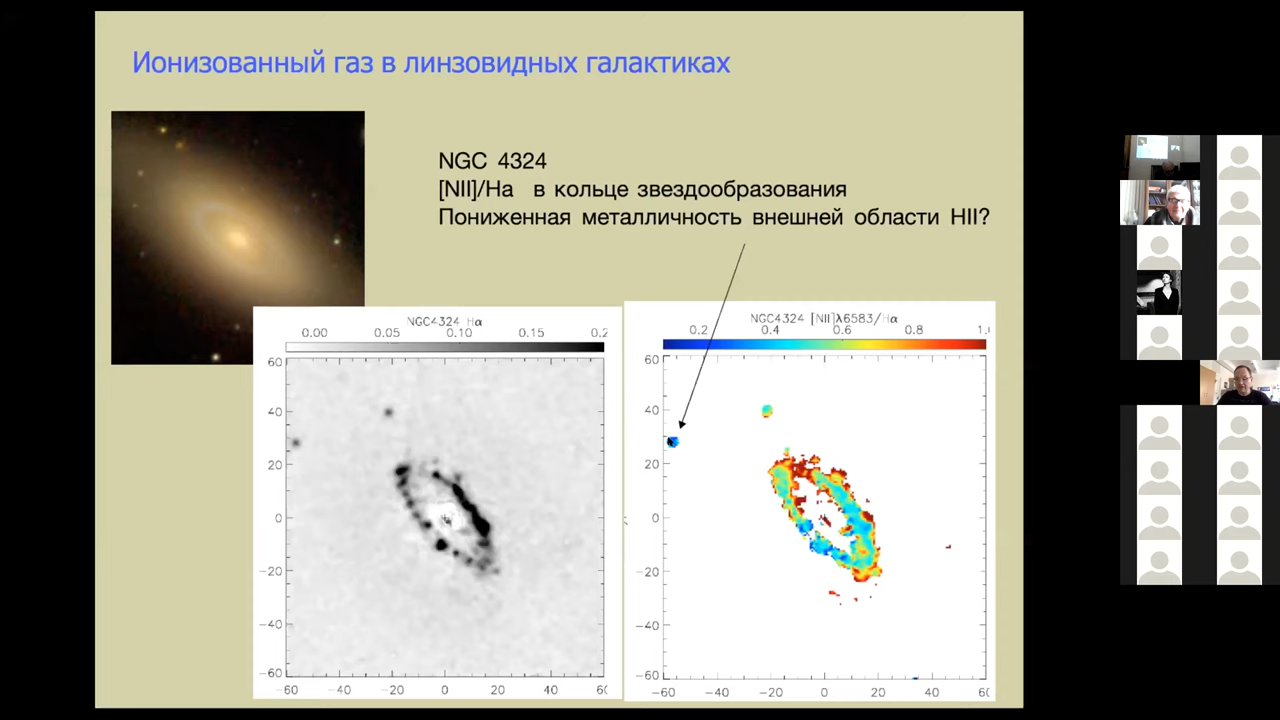 Ионизованный газ в линзовидных галактиках
NGC 4324
[NII]/Ha в кольце звездообразования
Пониженная металличность внешней области HII?
NGC4324 Hα
0.00 0.05 0.10 0.15 0.2
60
40
20
0
−20
−40
−60
−60 −40 −20 0 20 40 60
NGC4324 [NII]λ6583/Hα
0.2 0.4 0.6 0.8 1.0
60
40
20
0
−20
−40
−60
−60 −40 −20 0 20 40 60